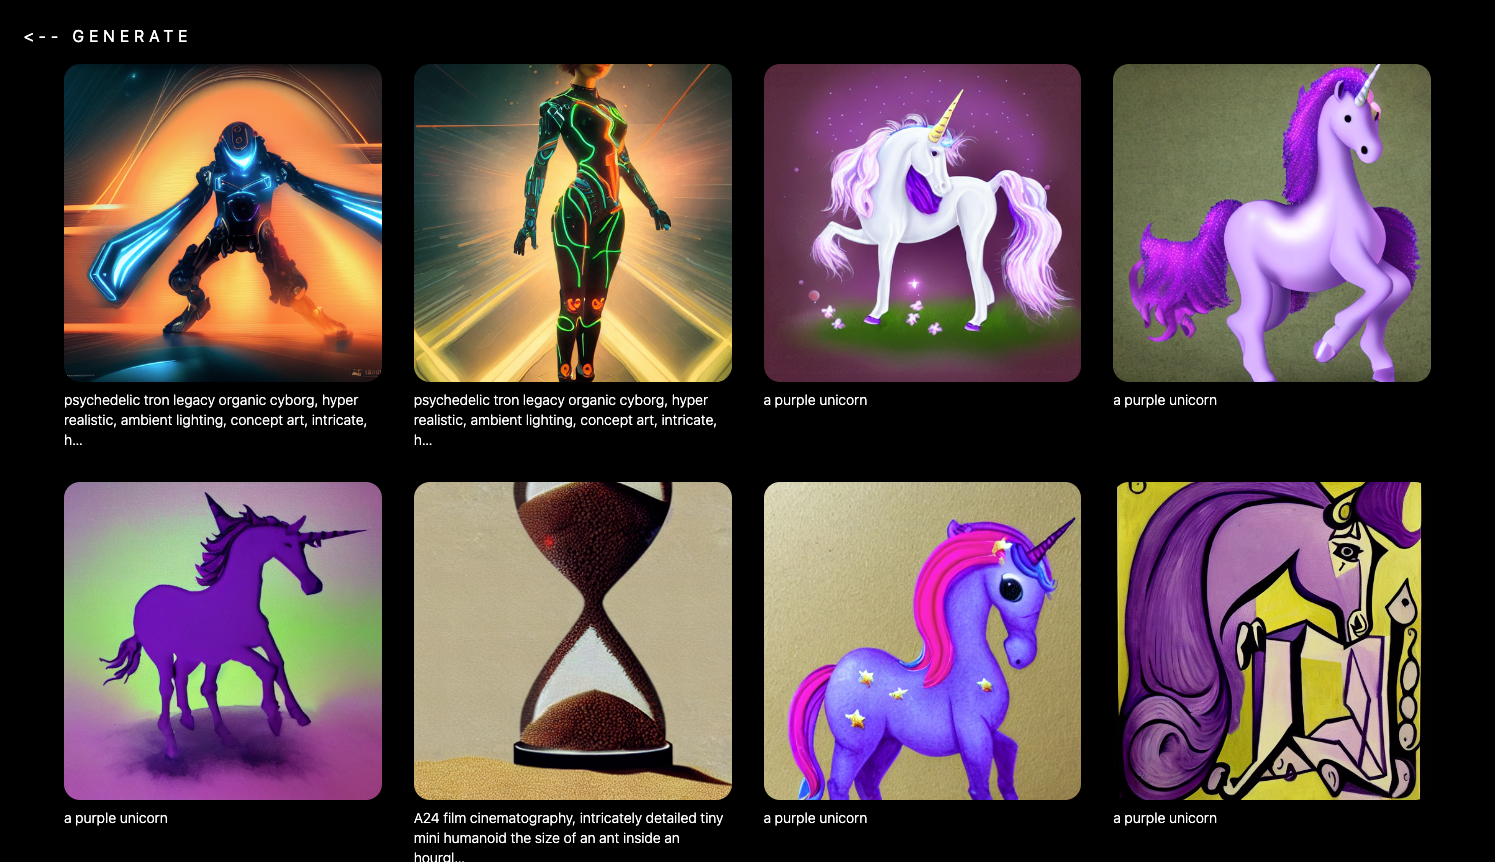 <-- GENERATE
psychedelic tron legacy organic cyborg, hyper
realistic, ambient lighting, concept art, intricate,
h...
psychedelic tron legacy organic cyborg, hyper
realistic, ambient lighting, concept art, intricate,
h...
a purple unicorn
a purple unicorn
a purple unicorn
A24 film cinematography, intricately detailed tiny
mini humanoid the size of an ant inside an
hourgl...
a purple unicorn
a purple unicorn